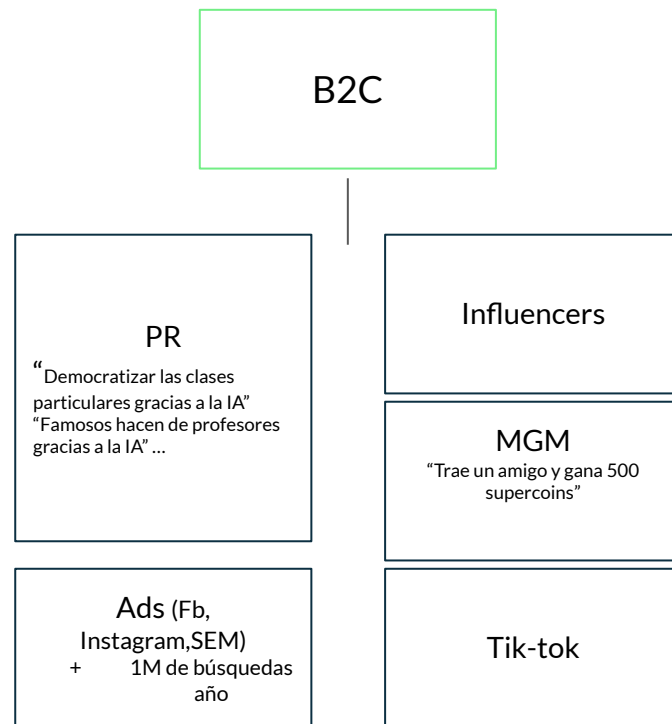 B2C
PR
“Democratizar las clases
particulares gracias a la IA”
“Famosos hacen de profesores
gracias a la IA” ...
Influencers
MGM
“Trae un amigo y gana 500
supercoins”
Ads (Fb,
Instagram,SEM)
+ 1M de búsquedas
año
Tik-tok